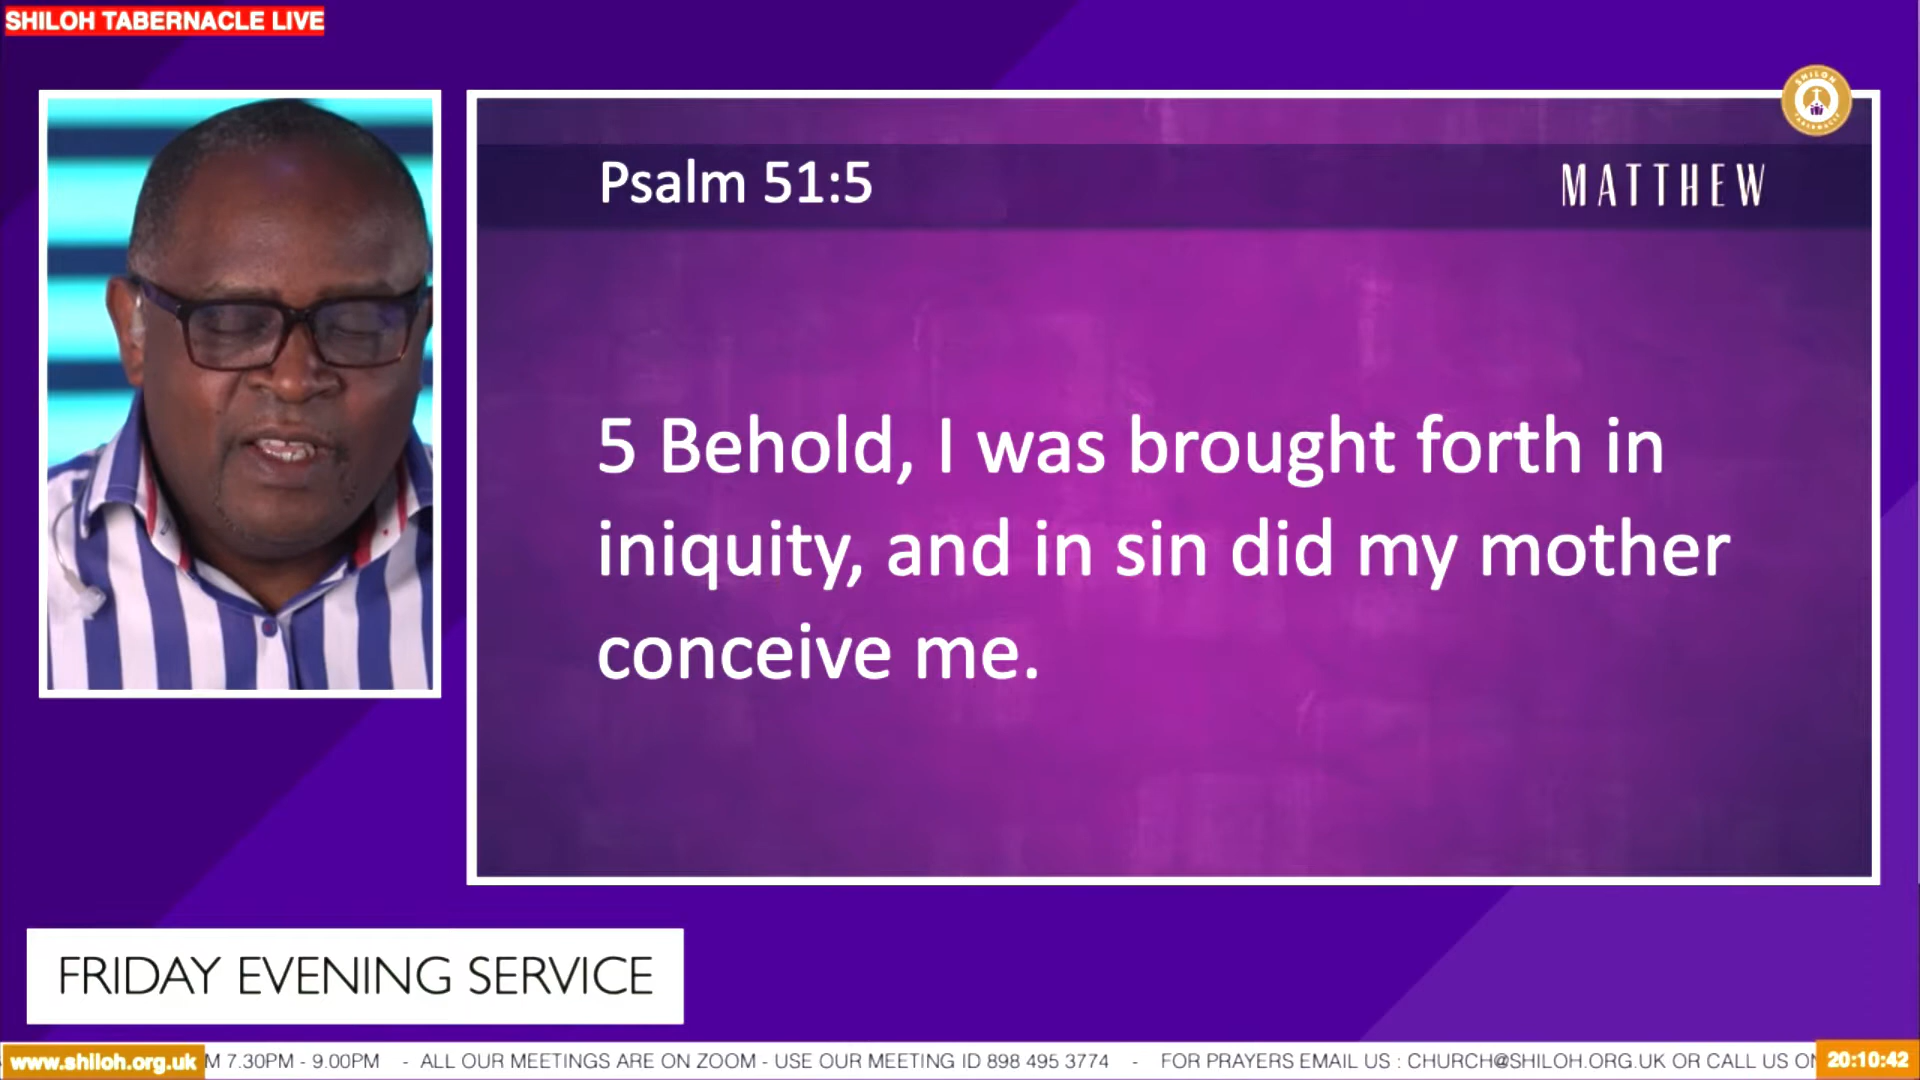 SHILOH TABERNACLE LIVE
SHILOH
TABERNACLE
Psalm 51:5
MATTHEW
5 Behold, I was brought forth in
iniquity, and in sin did my mother
conceive me.
FRIDAY EVENING SERVICE
www.shiloh.org.uk M 7.30PM - 9.00PM - ALL OUR MEETINGS ARE ON ZOOM - USE OUR MEETING ID 898 495 3774 - FOR PRAYERS EMAIL US : CHURCH@SHILOH.ORG.UK OR CALL US ON 20:10:42